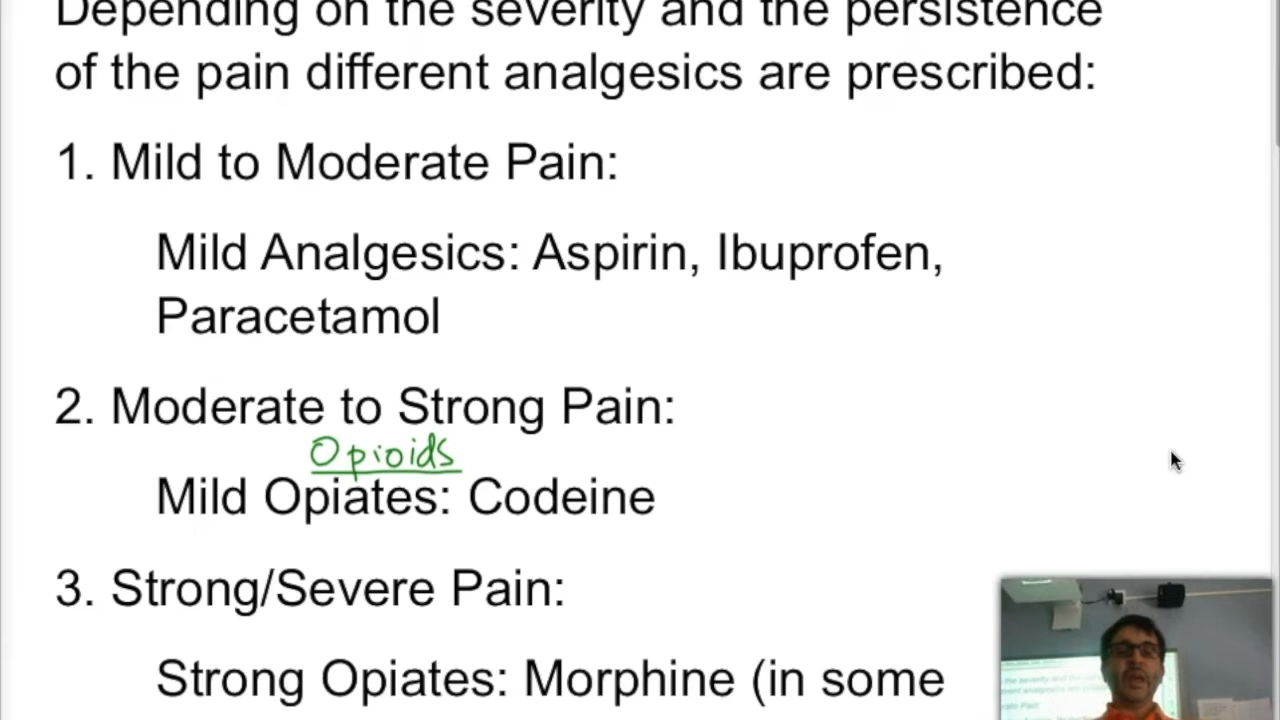 Depending on the severity and the persistence
of the pain different analgesics are prescribed:
1. Mild to Moderate Pain:
Mild Analgesics: Aspirin, Ibuprofen,
Paracetamol
2. Moderate to Strong Pain:
Opioids
Mild Opiates: Codeine
3. Strong/Severe Pain:
Strong Opiates: Morphine (in some